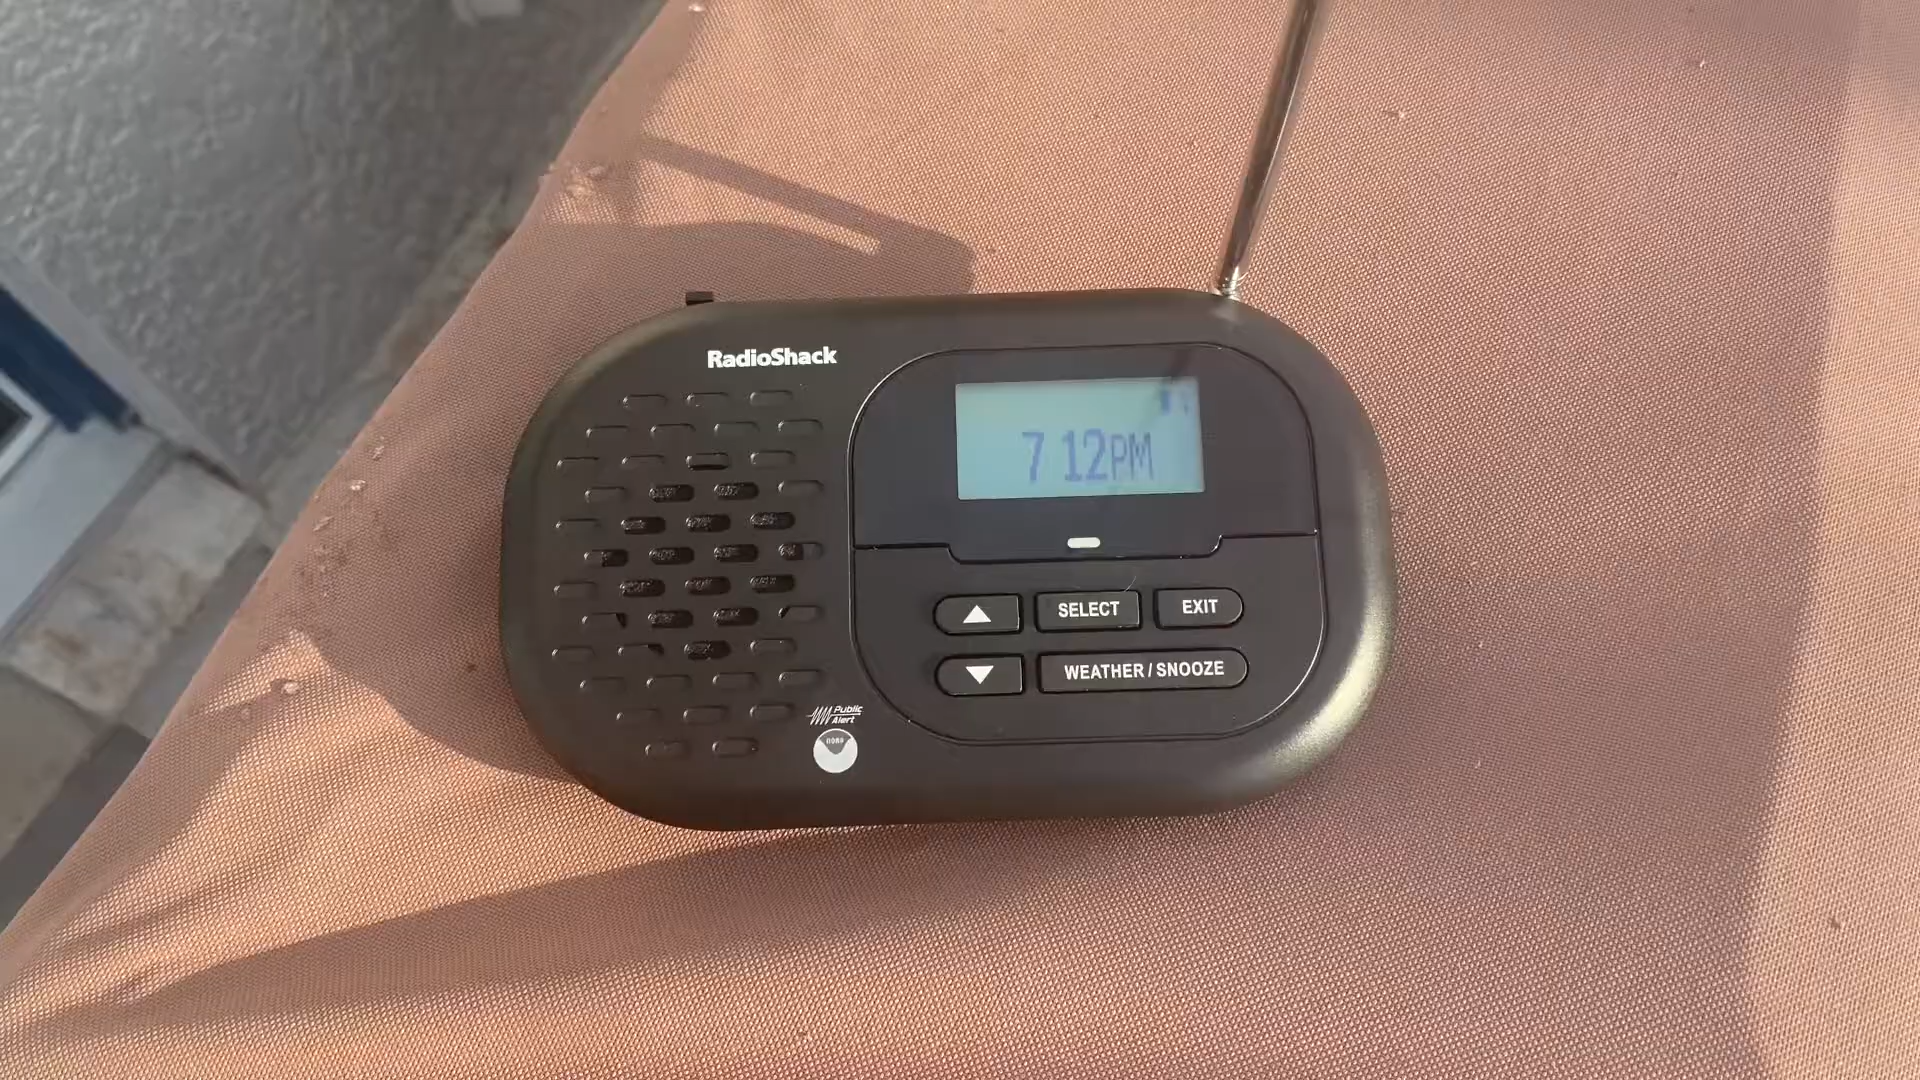 RadioShack
7 12PM
SELECT
EXIT
WEATHER / SNOOZE
Public
Alert